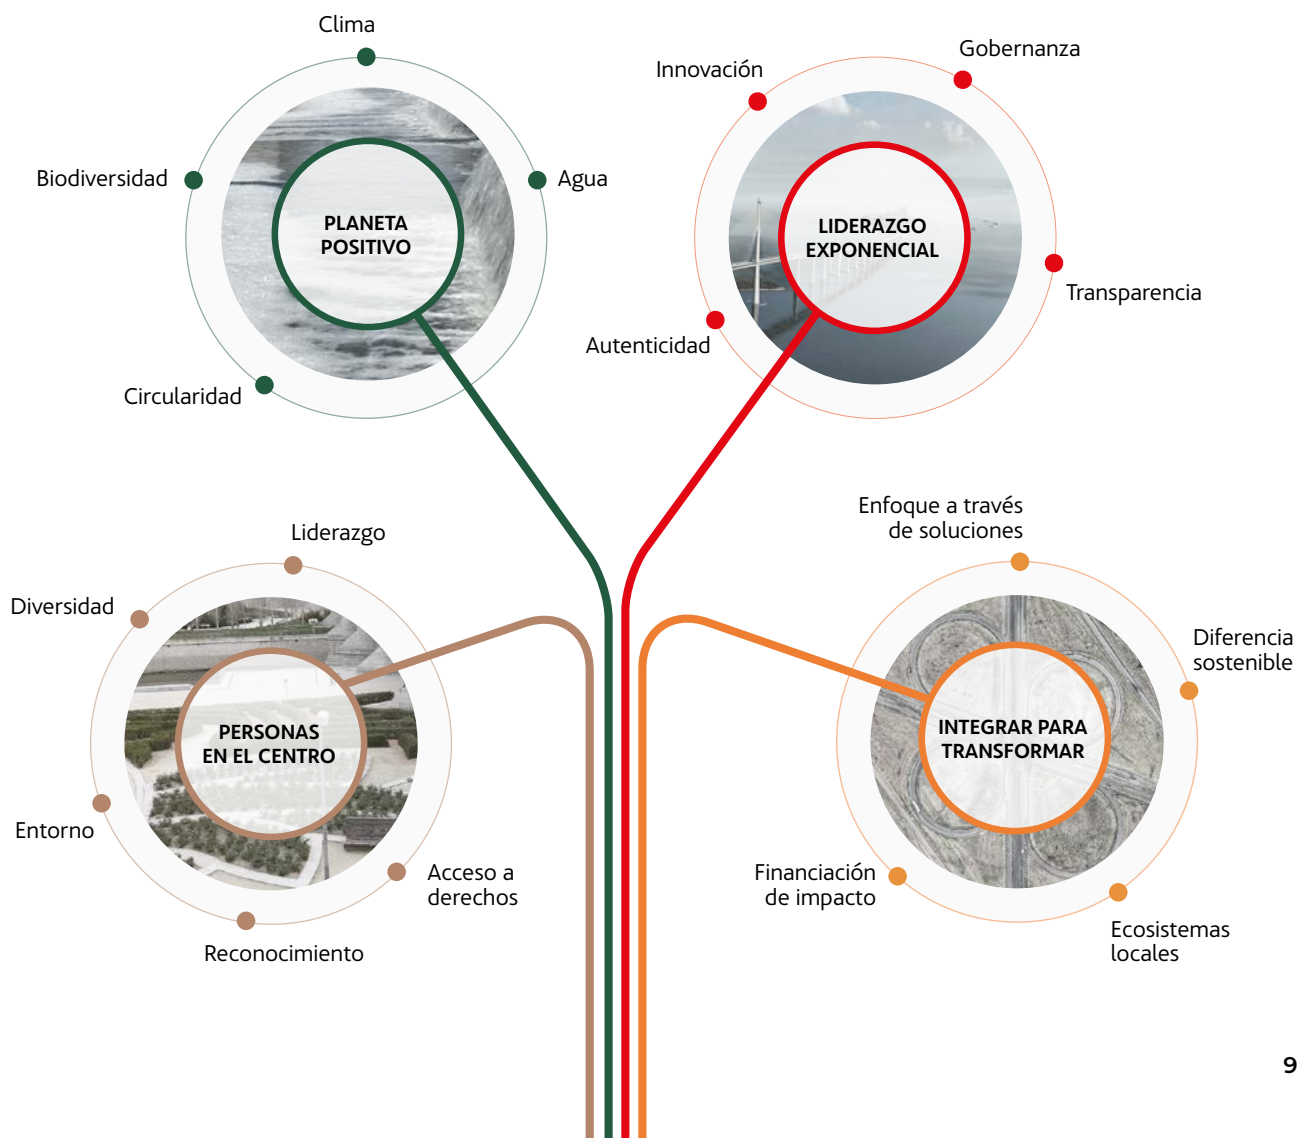 Clima
Biodiversidad
Agua
PLANETA
POSITIVO
Circularidad
Innovación
Gobernanza
LIDERAZGO
EXPONENCIAL
Transparencia
Autenticidad
Liderazgo
Diversidad
PERSONAS
EN EL CENTRO
Entorno
Acceso a
derechos
Reconocimiento
Enfoque a través
de soluciones
Diferencia
sostenible
INTEGRAR PARA
TRANSFORMAR
Financiación
de impacto
Ecosistemas
locales
9